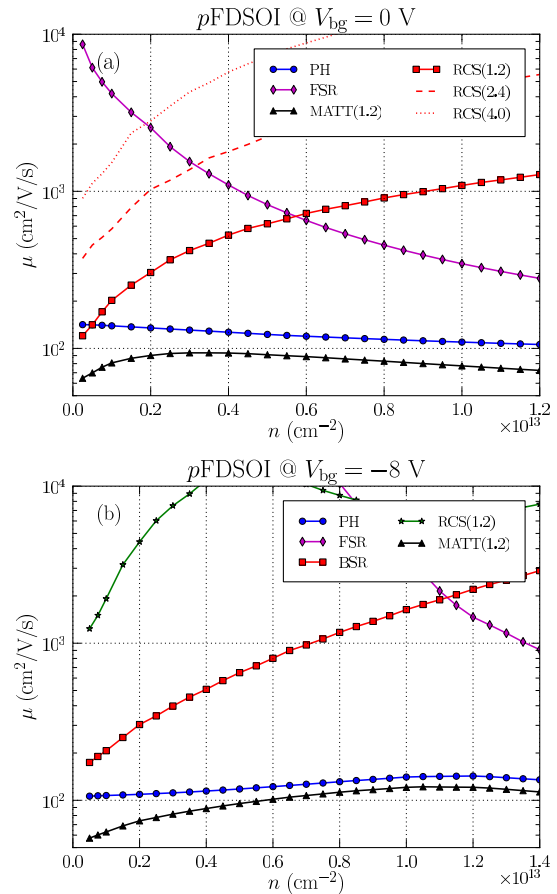 pFDSOI @ V_bg = 0 V
(a)
PH
FSR
MATT(1.2)
RCS(1.2)
RCS(2.4)
RCS(4.0)
10^4
10^3
10^2
μ (cm^2/V/s)
0.0 0.2 0.4 0.6 0.8 1.0 1.2
×10^13
n (cm^-2)
pFDSOI @ V_bg = −8 V
(b)
PH
FSR
BSR
RCS(1.2)
MATT(1.2)
10^4
10^3
10^2
μ (cm^2/V/s)
0.0 0.2 0.4 0.6 0.8 1.0 1.2 1.4
×10^13
n (cm^-2)